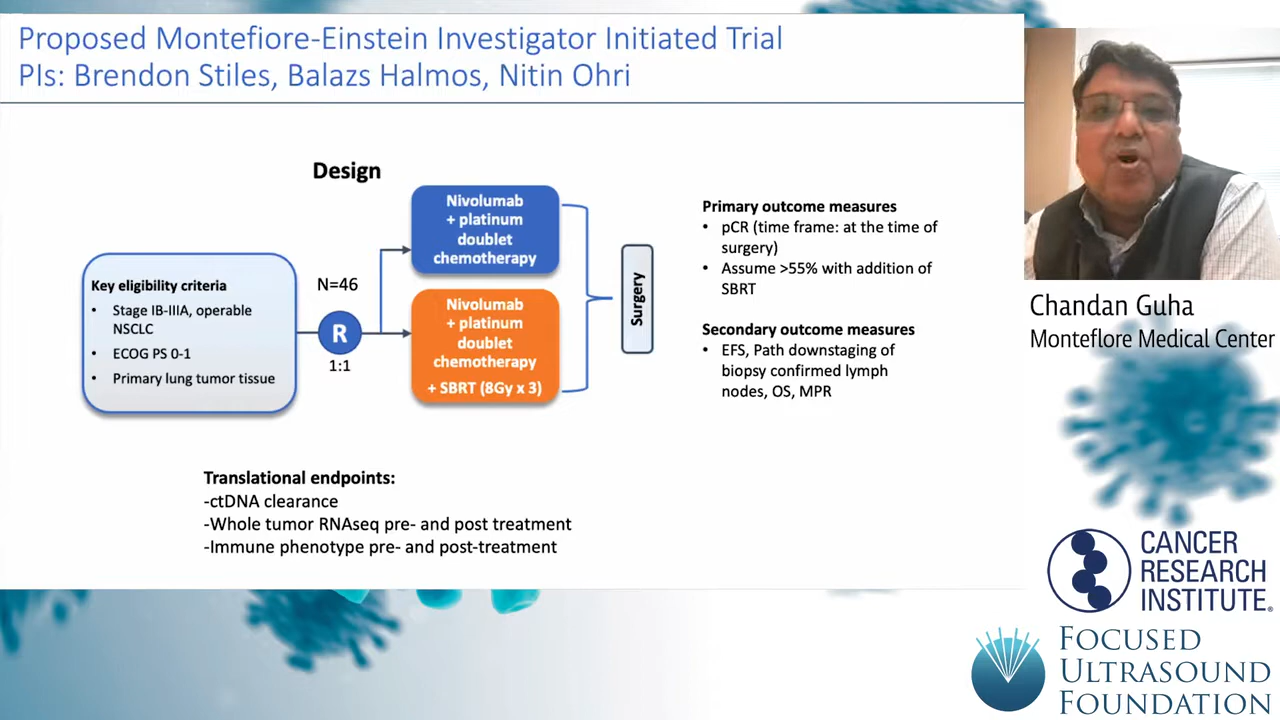 Proposed Montefiore-Einstein Investigator Initiated Trial
PIs: Brendon Stiles, Balazs Halmos, Nitin Ohri
Design
Key eligibility criteria
• Stage IB-IIIA, operable
NSCLC
• ECOG PS 0-1
• Primary lung tumor tissue
N=46
R
1:1
Nivolumab
+ platinum
doublet
chemotherapy
Nivolumab
+ platinum
doublet
chemotherapy
+ SBRT (8Gy x 3)
Surgery
Primary outcome measures
• pCR (time frame: at the time of
surgery)
• Assume >55% with addition of
SBRT
Secondary outcome measures
• EFS, Path downstaging of
biopsy confirmed lymph
nodes, OS, MPR
Translational endpoints:
-ctDNA clearance
-Whole tumor RNAseq pre- and post treatment
-Immune phenotype pre- and post-treatment
Chandan Guha
Monteflore Medical Center
CANCER
RESEARCH
INSTITUTE®
FOCUSED
ULTRASOUND
FOUNDATION